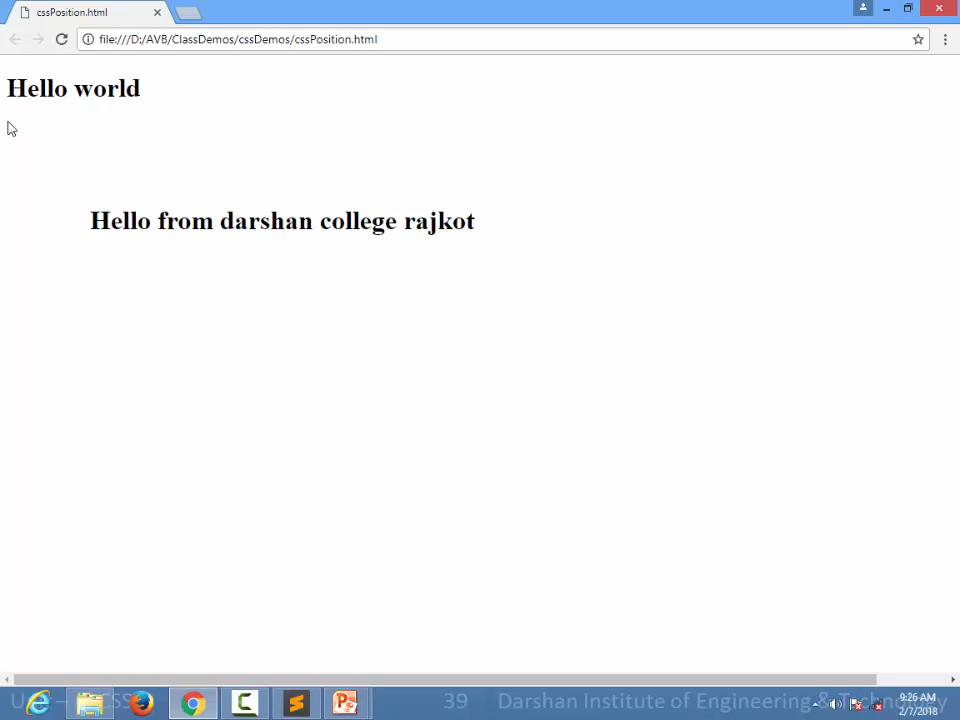 cssPosition.html
file:///D:/AVB/ClassDemos/cssDemos/cssPosition.html
Hello world
Hello from darshan college rajkot
39
Darshan Institute of Engineering & Technology
9:26 AM
2/7/2018